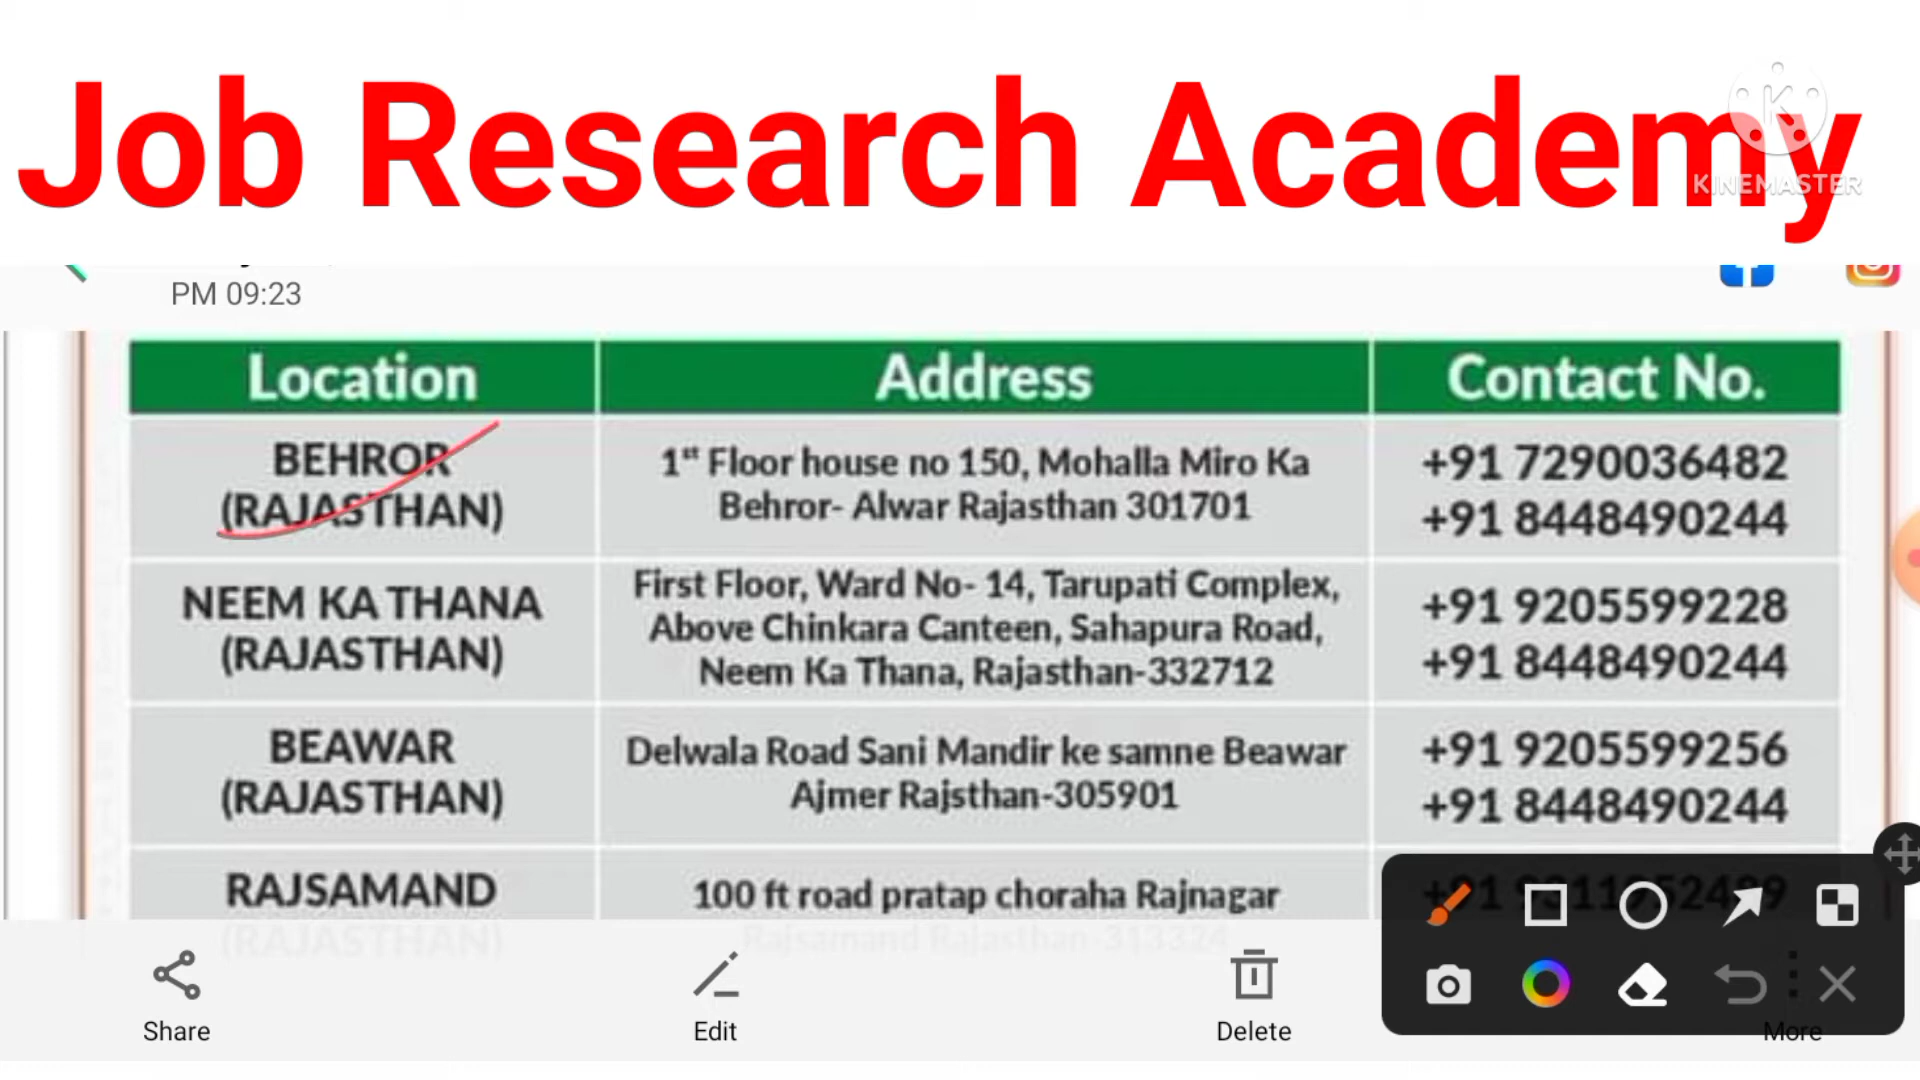 Job Research Academy
KINEMASTER
PM 09:23
Location Address Contact No.
BEHROR
(RAJASTHAN)
1st Floor house no 150, Mohalla Miro Ka
Behror- Alwar Rajasthan 301701
+91 7290036482
+91 8448490244
NEEM KA THANA
(RAJASTHAN)
First Floor, Ward No- 14, Tarupati Complex,
Above Chinkara Canteen, Sahapura Road,
Neem Ka Thana, Rajasthan-332712
+91 9205599228
+91 8448490244
BEAWAR
(RAJASTHAN)
Delwala Road Sani Mandir ke samne Beawar
Ajmer Rajsthan-305901
+91 9205599256
+91 8448490244
RAJSAMAND
(RAJASTHAN)
100 ft road pratap choraha Rajnagar
Rajsamand Rajasthan-313324
Share
Edit
Delete
More